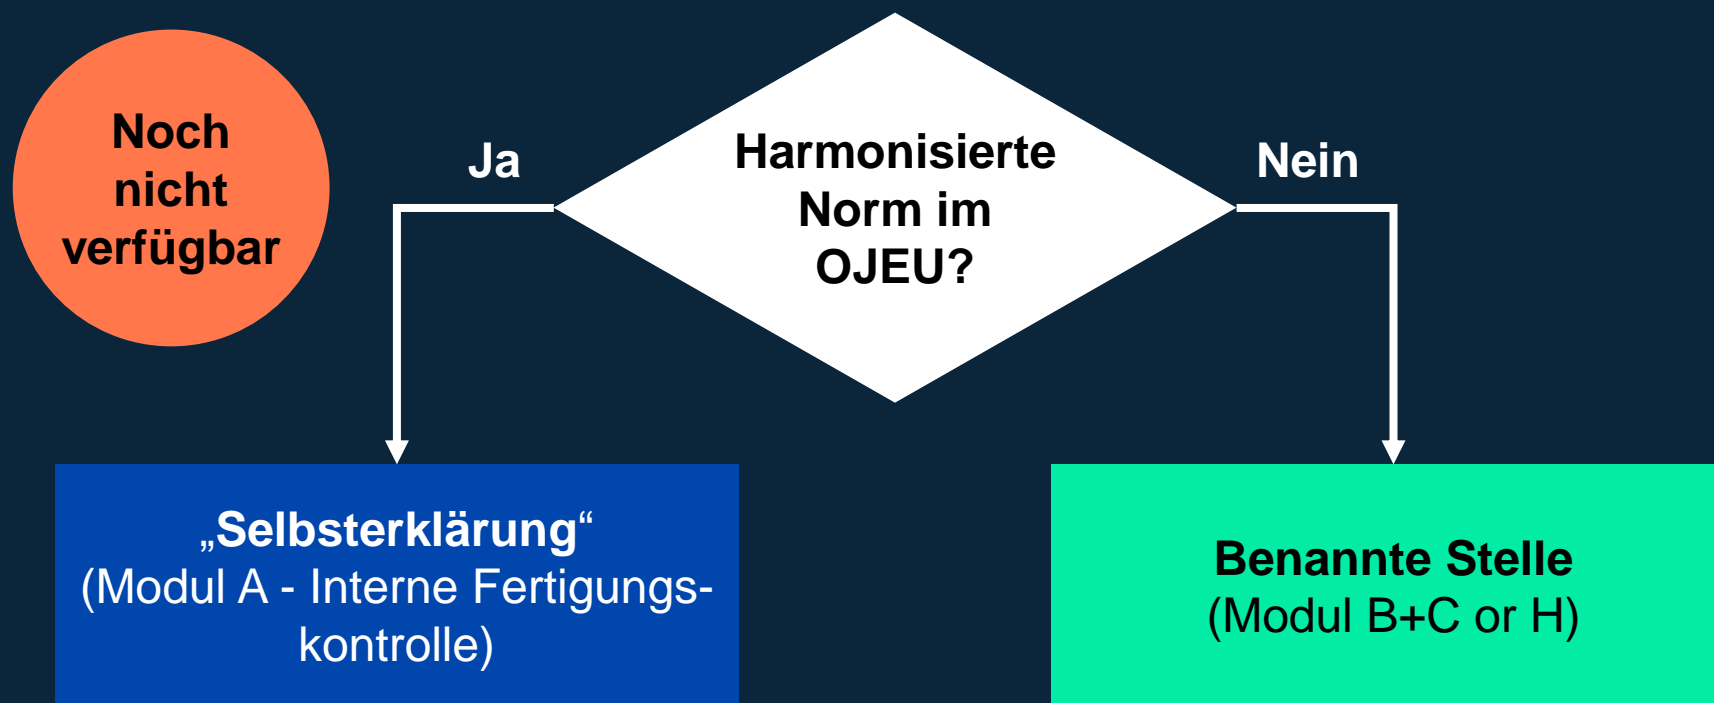 Noch
nicht
verfügbar
Ja
Harmonisierte
Norm im
OJEU?
Nein
„Selbsterklärung“
(Modul A - Interne Fertigungs-
kontrolle)
Benannte Stelle
(Modul B+C or H)